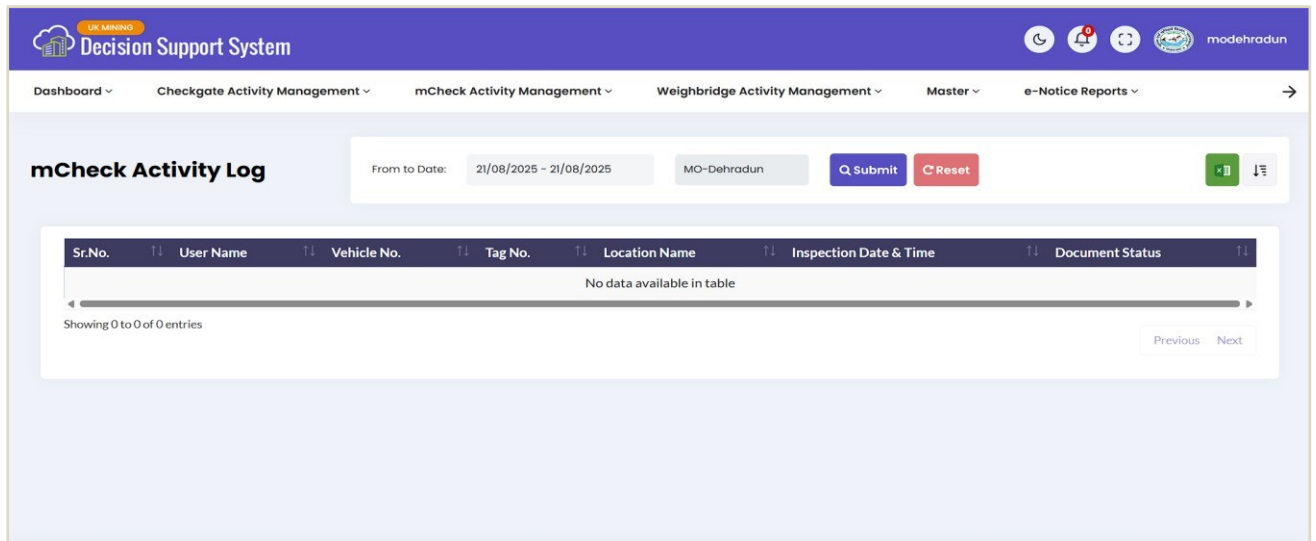 UK MINING
Decision Support System
0
modehradun
Dashboard
Checkgate Activity Management
mCheck Activity Management
Weighbridge Activity Management
Master
e-Notice Reports
mCheck Activity Log
From to Date: 21/08/2025 - 21/08/2025 MO-Dehradun Submit Reset
Sr.No. User Name Vehicle No. Tag No. Location Name Inspection Date & Time Document Status
No data available in table
Showing 0 to 0 of 0 entries
Previous Next